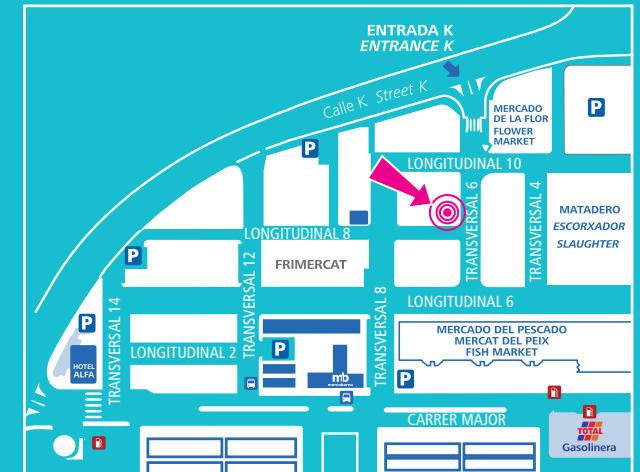 ENTRADA K
ENTRANCE K
Calle K Street K
MERCADO
DE LA FLOR
FLOWER
MARKET
P
P
LONGITUDINAL 10
TRANSVERSAL 6
TRANSVERSAL 4
MATADERO
ESCORXADOR
SLAUGHTER
LONGITUDINAL 8
P
FRIMERCAT
TRANSVERSAL 12
TRANSVERSAL 8
TRANSVERSAL 14
LONGITUDINAL 6
P
MERCADO DEL PESCADO
MERCAT DEL PEIX
FISH MARKET
LONGITUDINAL 2
P
HOTEL
ALFA
mb
mercabarna
P
CARRER MAJOR
TOTAL
Gasolinera